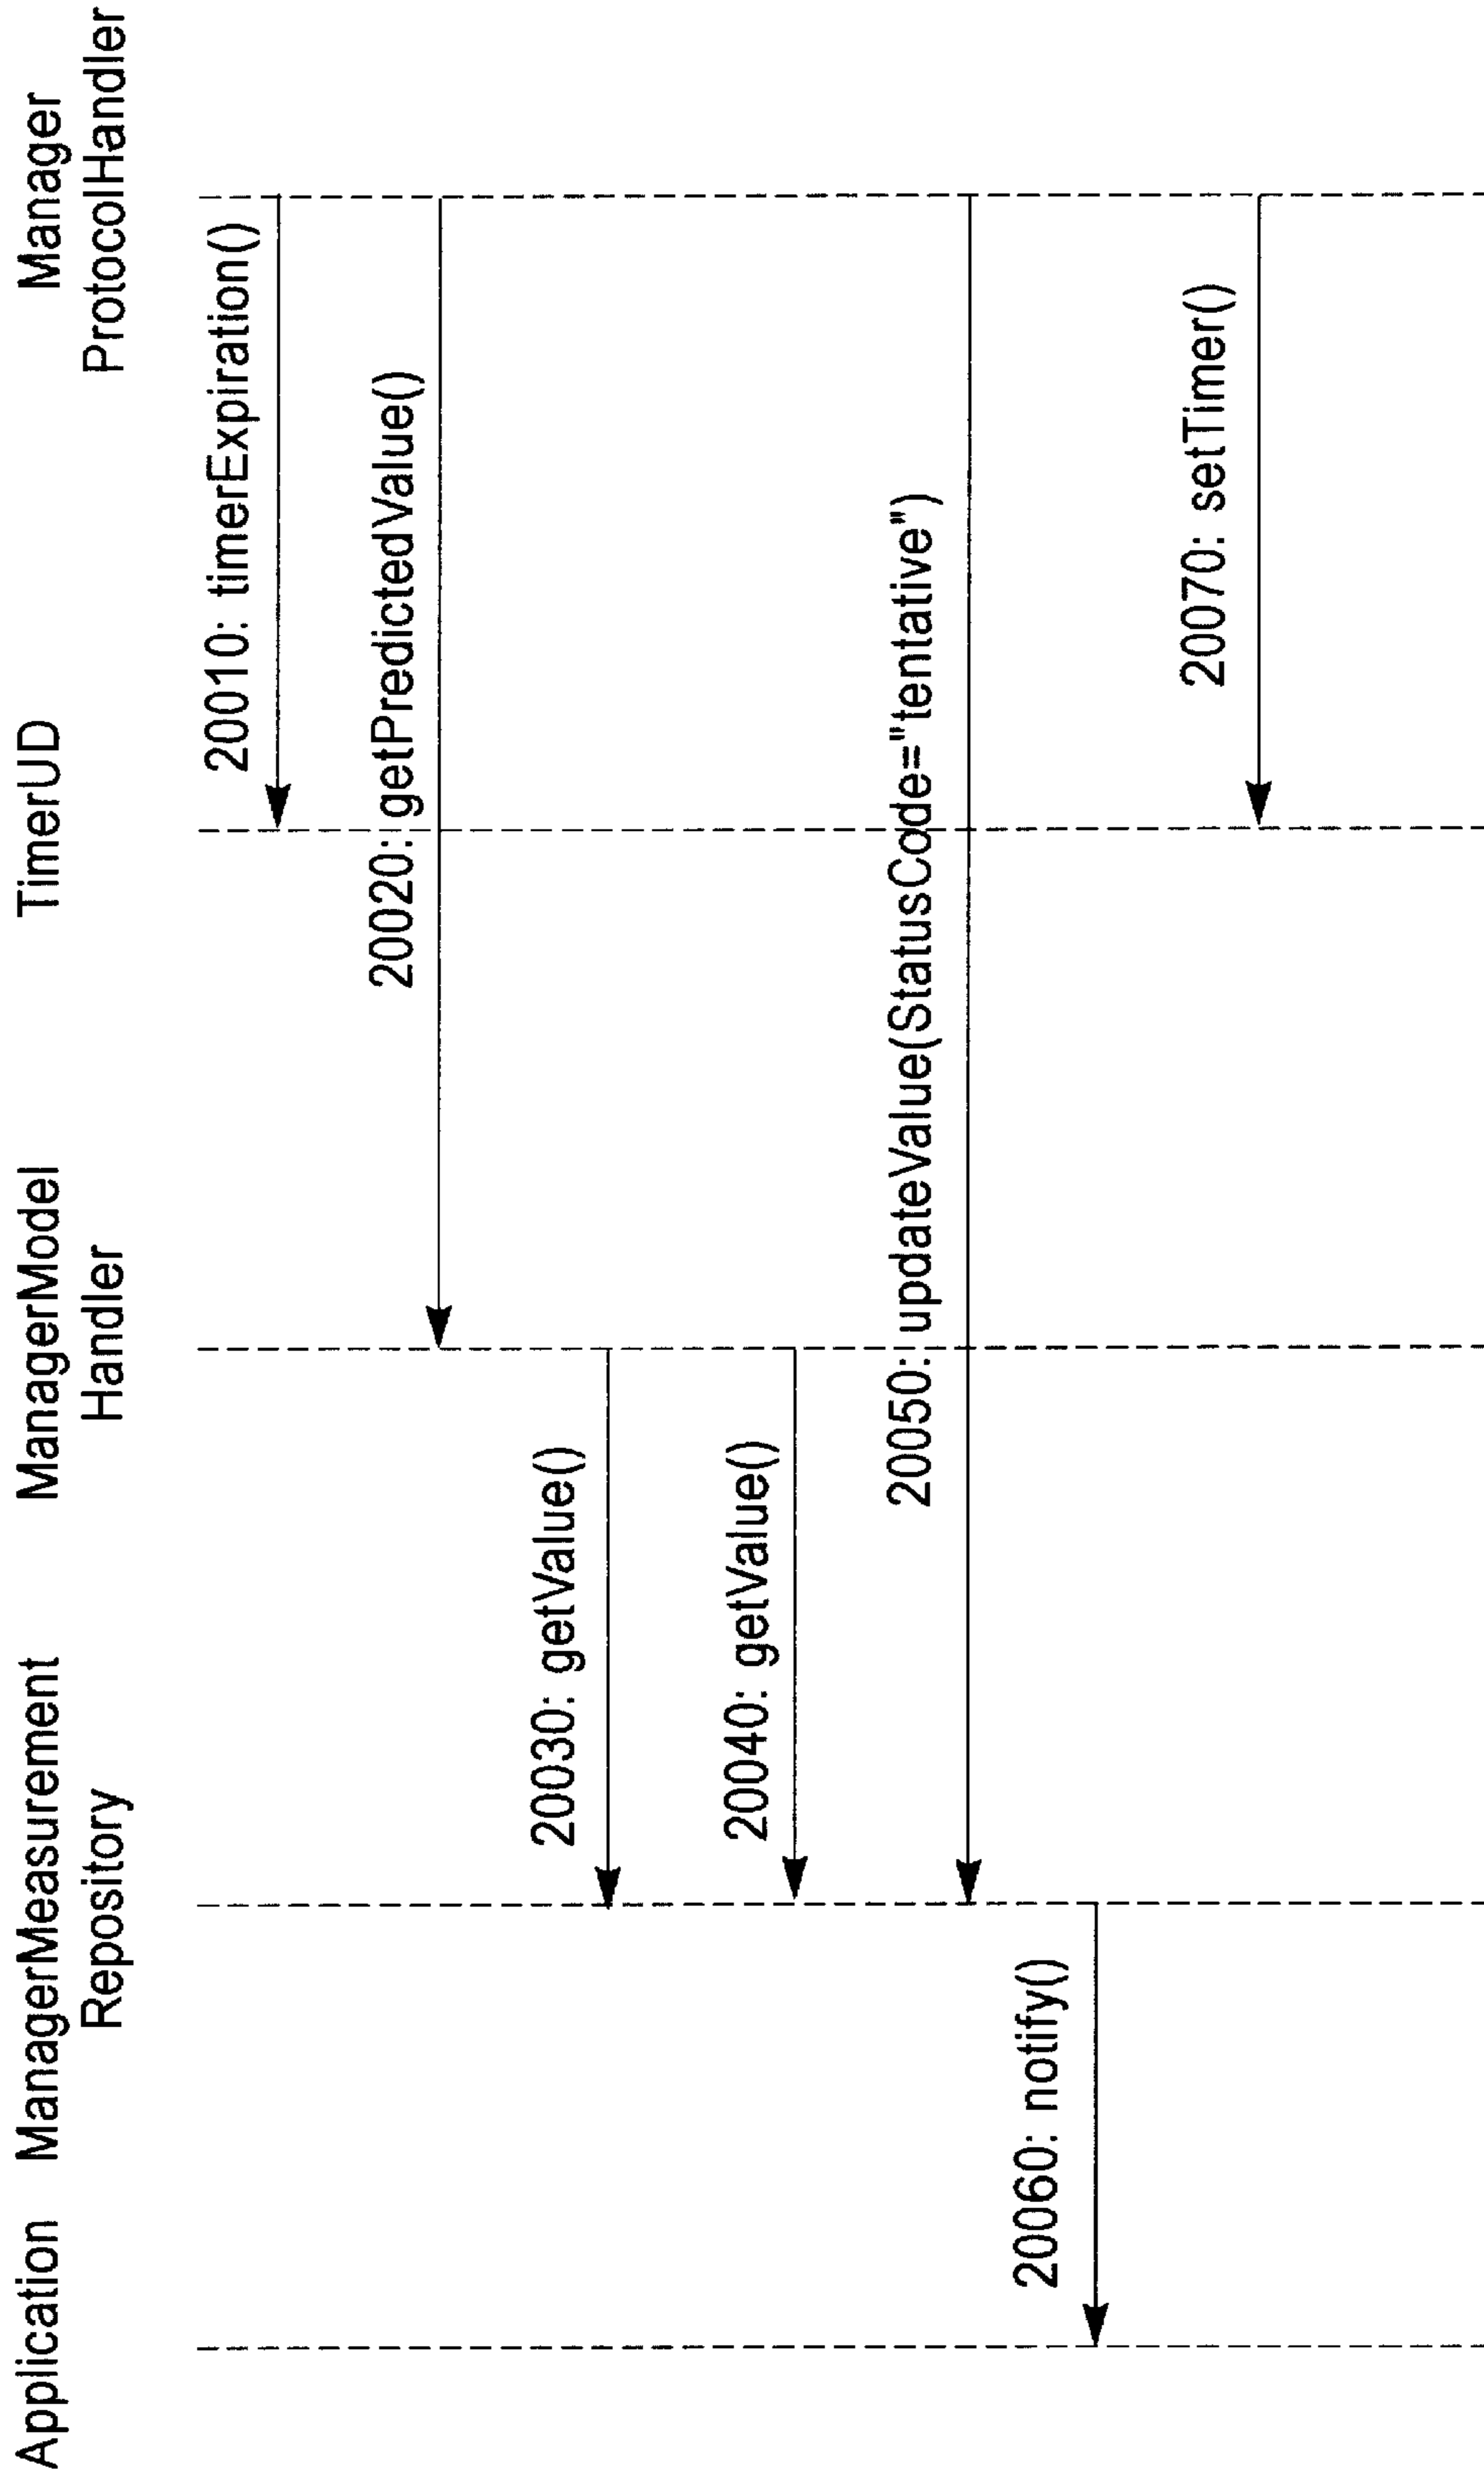 Application
ManagerMeasurement
Repository
ManagerModel
Handler
TimerUD
Manager
ProtocolHandler
20010: timerExpiration()
20020: getPredictedValue()
20030: getValue()
20040: getValue()
20050: updateValue(StatusCode="tentative")
20060: notify()
20070: setTimer()